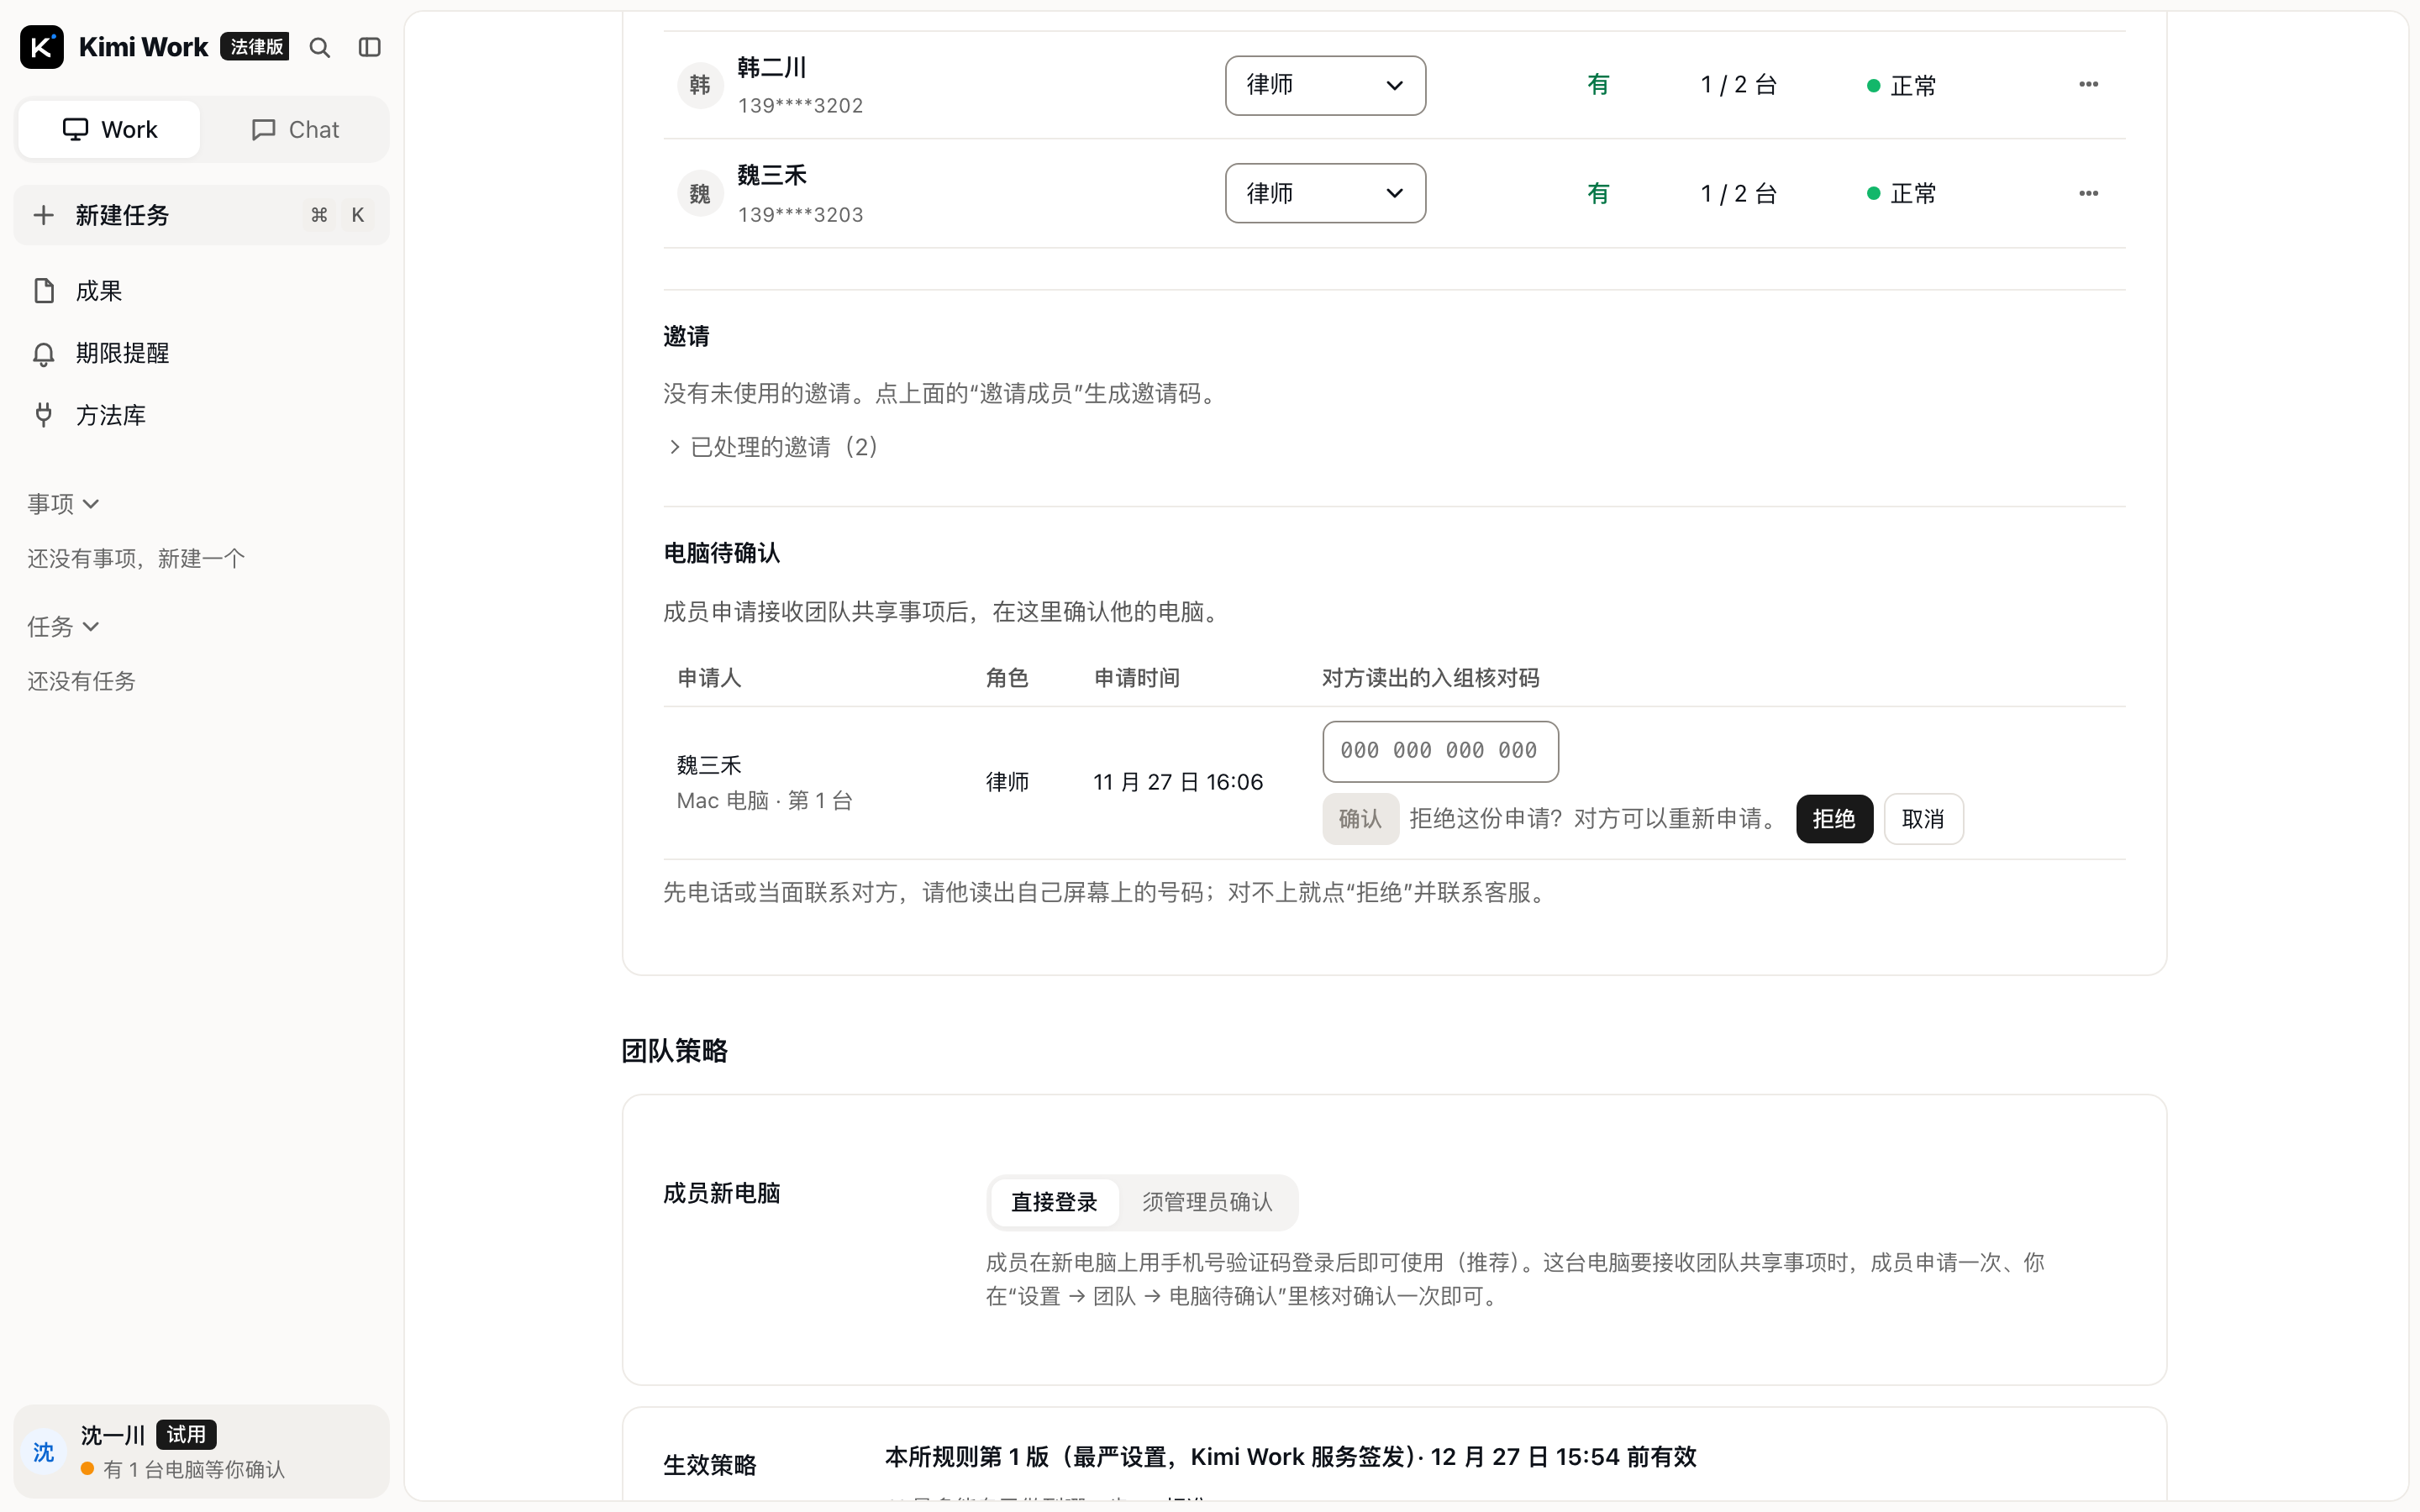 Kimi Work 法律版
Work
Chat
新建任务 ⌘ K
成果
期限提醒
方法库
事项
还没有事项，新建一个
任务
还没有任务
沈 沈一川 试用
有 1 台电脑等你确认
韩 韩二川
139****3202
律师 有 1 / 2 台 正常
魏 魏三禾
139****3203
律师 有 1 / 2 台 正常
邀请
没有未使用的邀请。点上面的“邀请成员”生成邀请码。
已处理的邀请（2）
电脑待确认
成员申请接收团队共享事项后，在这里确认他的电脑。
申请人 角色 申请时间 对方读出的入组核对码
魏三禾
Mac 电脑 · 第 1 台
律师 11 月 27 日 16:06
000 000 000 000
确认 拒绝这份申请？对方可以重新申请。 拒绝 取消
先电话或当面联系对方，请他读出自己屏幕上的号码；对不上就点“拒绝”并联系客服。
团队策略
成员新电脑
直接登录 须管理员确认
成员在新电脑上用手机号验证码登录后即可使用（推荐）。这台电脑要接收团队共享事项时，成员申请一次、你
在“设置 → 团队 → 电脑待确认”里核对确认一次即可。
生效策略
本所规则第 1 版（最严设置，Kimi Work 服务签发）· 12 月 27 日 15:54 前有效